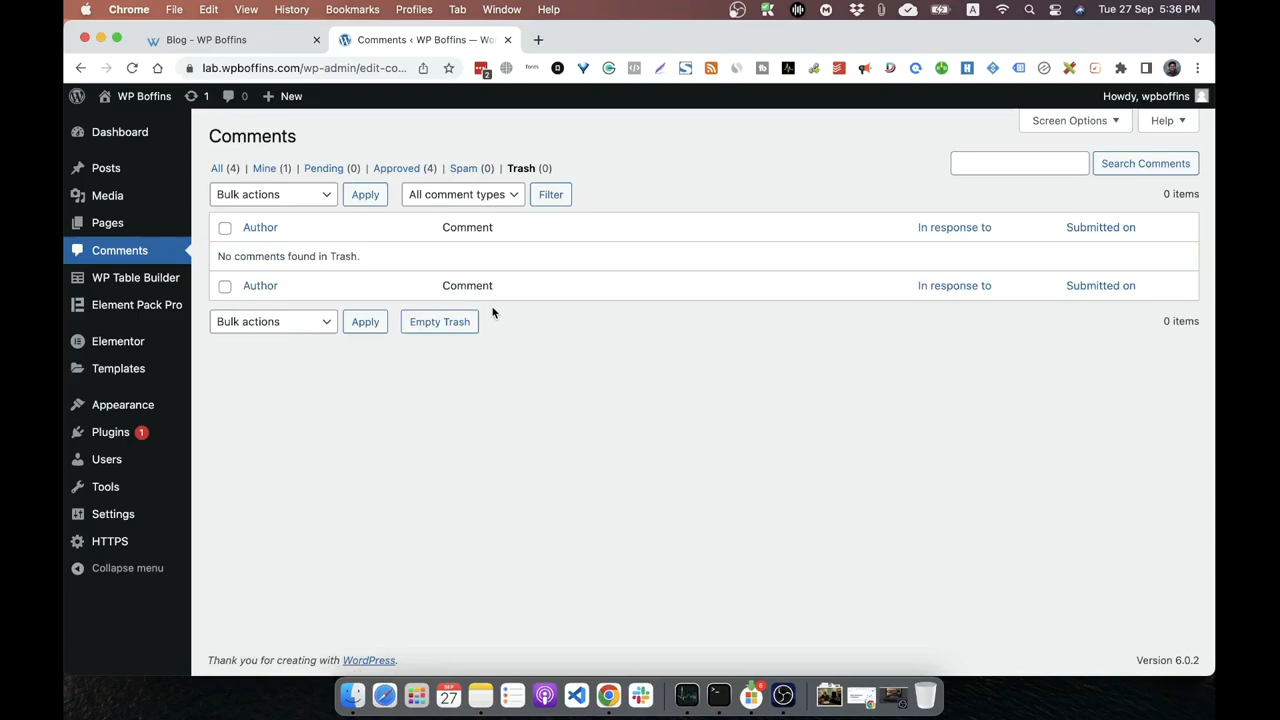 Chrome File Edit View History Bookmarks Profiles Tab Window Help Tue 27 Sep 5:36 PM
Blog - WP Boffins Comments ‹ WP Boffins — Wor
lab.wpboffins.com/wp-admin/edit-co... 2
WP Boffins 1 0 New Howdy, wpboffins
Screen Options Help
Dashboard
Posts
Media
Pages
Comments
WP Table Builder
Element Pack Pro
Elementor
Templates
Appearance
Plugins 1
Users
Tools
Settings
HTTPS
Collapse menu
Comments
All (4) | Mine (1) | Pending (0) | Approved (4) | Spam (0) | Trash (0)
Search Comments
Bulk actions Apply All comment types Filter 0 items
Author Comment In response to Submitted on
No comments found in Trash.
Author Comment In response to Submitted on
Bulk actions Apply Empty Trash 0 items
Thank you for creating with WordPress. Version 6.0.2
SEP
27